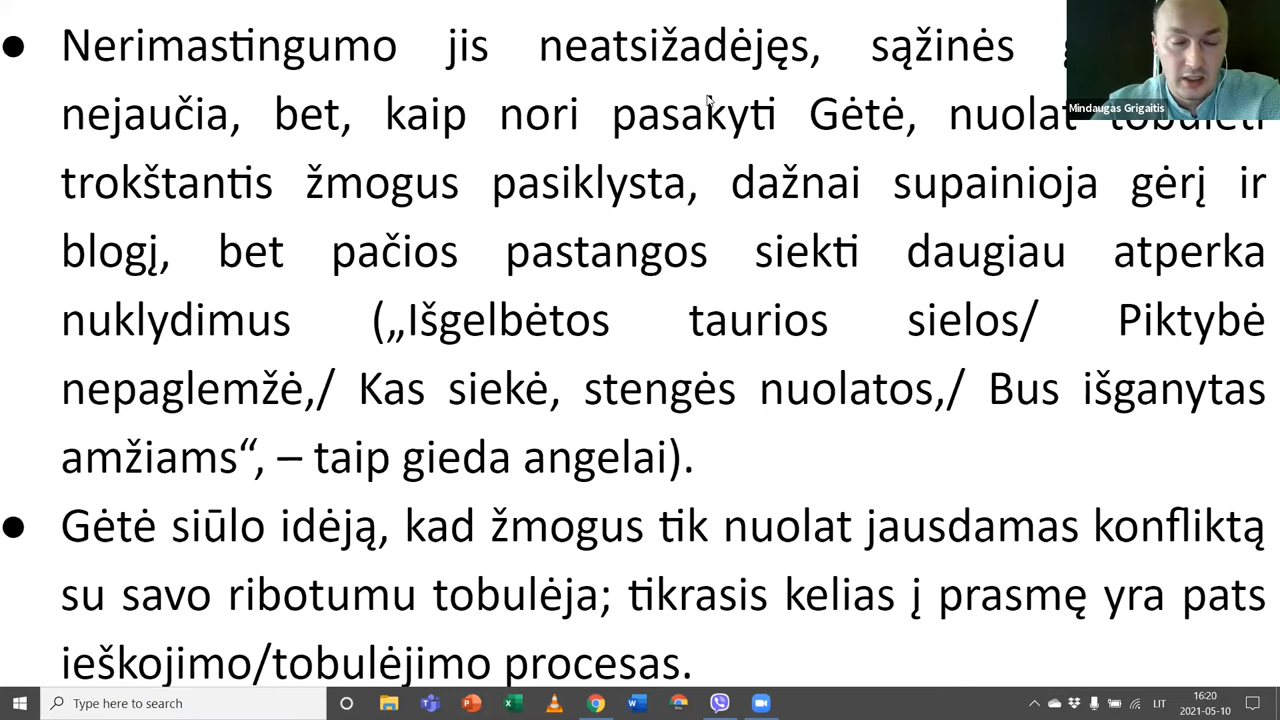 ● Nerimastingumo jis neatsižadėjęs, sąžinės
Mindaugas Grigaitis
nejaučia, bet, kaip nori pasakyti Gėtė, nuolat tobulėti
trokštantis žmogus pasiklysta, dažnai supainioja gėrį ir
blogį, bet pačios pastangos siekti daugiau atperka
nuklydimus („Išgelbėtos taurios sielos/ Piktybė
nepaglemžė,/ Kas siekė, stengės nuolatos,/ Bus išganytas
amžiams“, – taip gieda angelai).
● Gėtė siūlo idėją, kad žmogus tik nuolat jausdamas konfliktą
su savo ribotumu tobulėja; tikrasis kelias į prasmę yra pats
ieškojimo/tobulėjimo procesas.
Type here to search
LIT
16:20
2021-05-10